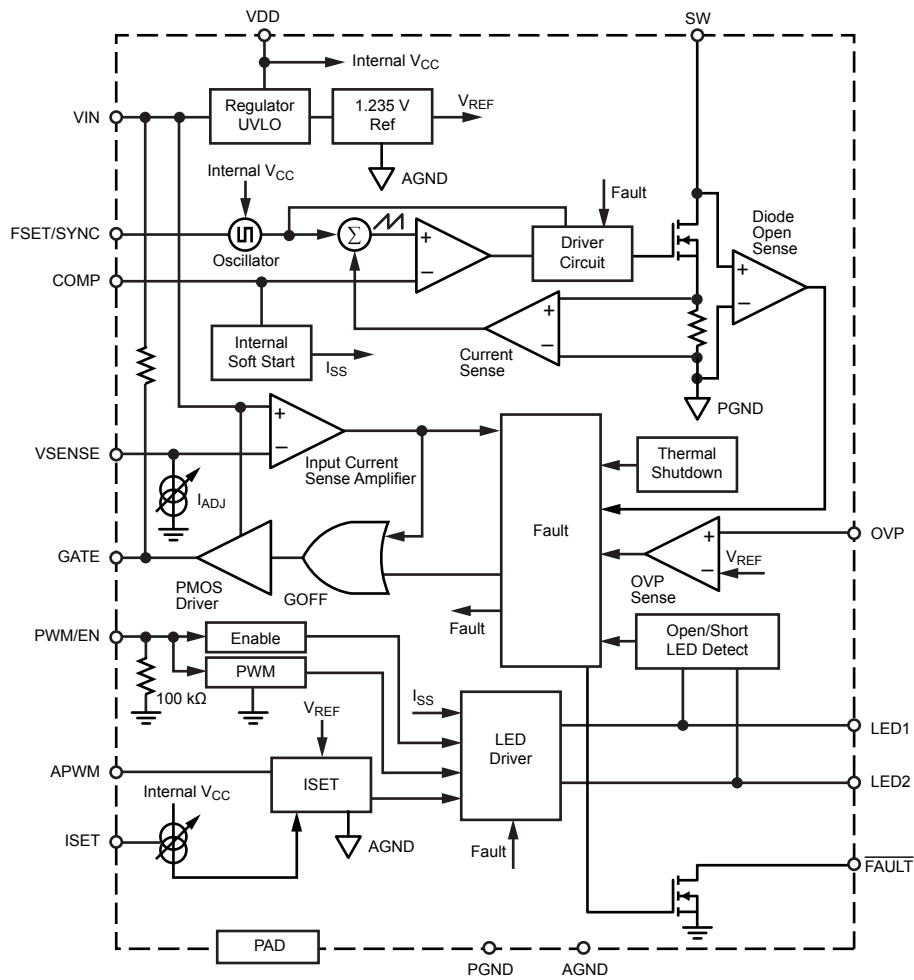 VDD
SW
Internal VCC
VIN
Regulator
UVLO
1.235 V
Ref
VREF
AGND
Internal VCC
Fault
FSET/SYNC
Oscillator
Σ
+
−
Driver
Circuit
Diode
Open
Sense
+
−
COMP
Internal
Soft Start
ISS
+
−
Current
Sense
PGND
+
−
VSENSE
Input Current
Sense Amplifier
IADJ
Thermal
Shutdown
Fault
GATE
PMOS
Driver
GOFF
+
−
VREF
OVP
Sense
OVP
Fault
PWM/EN
Enable
PWM
100 kΩ
Open/Short
LED Detect
VREF
ISS
LED
Driver
LED1
LED2
APWM
ISET
Internal VCC
AGND
ISET
Fault
FAULT
PAD
PGND
AGND